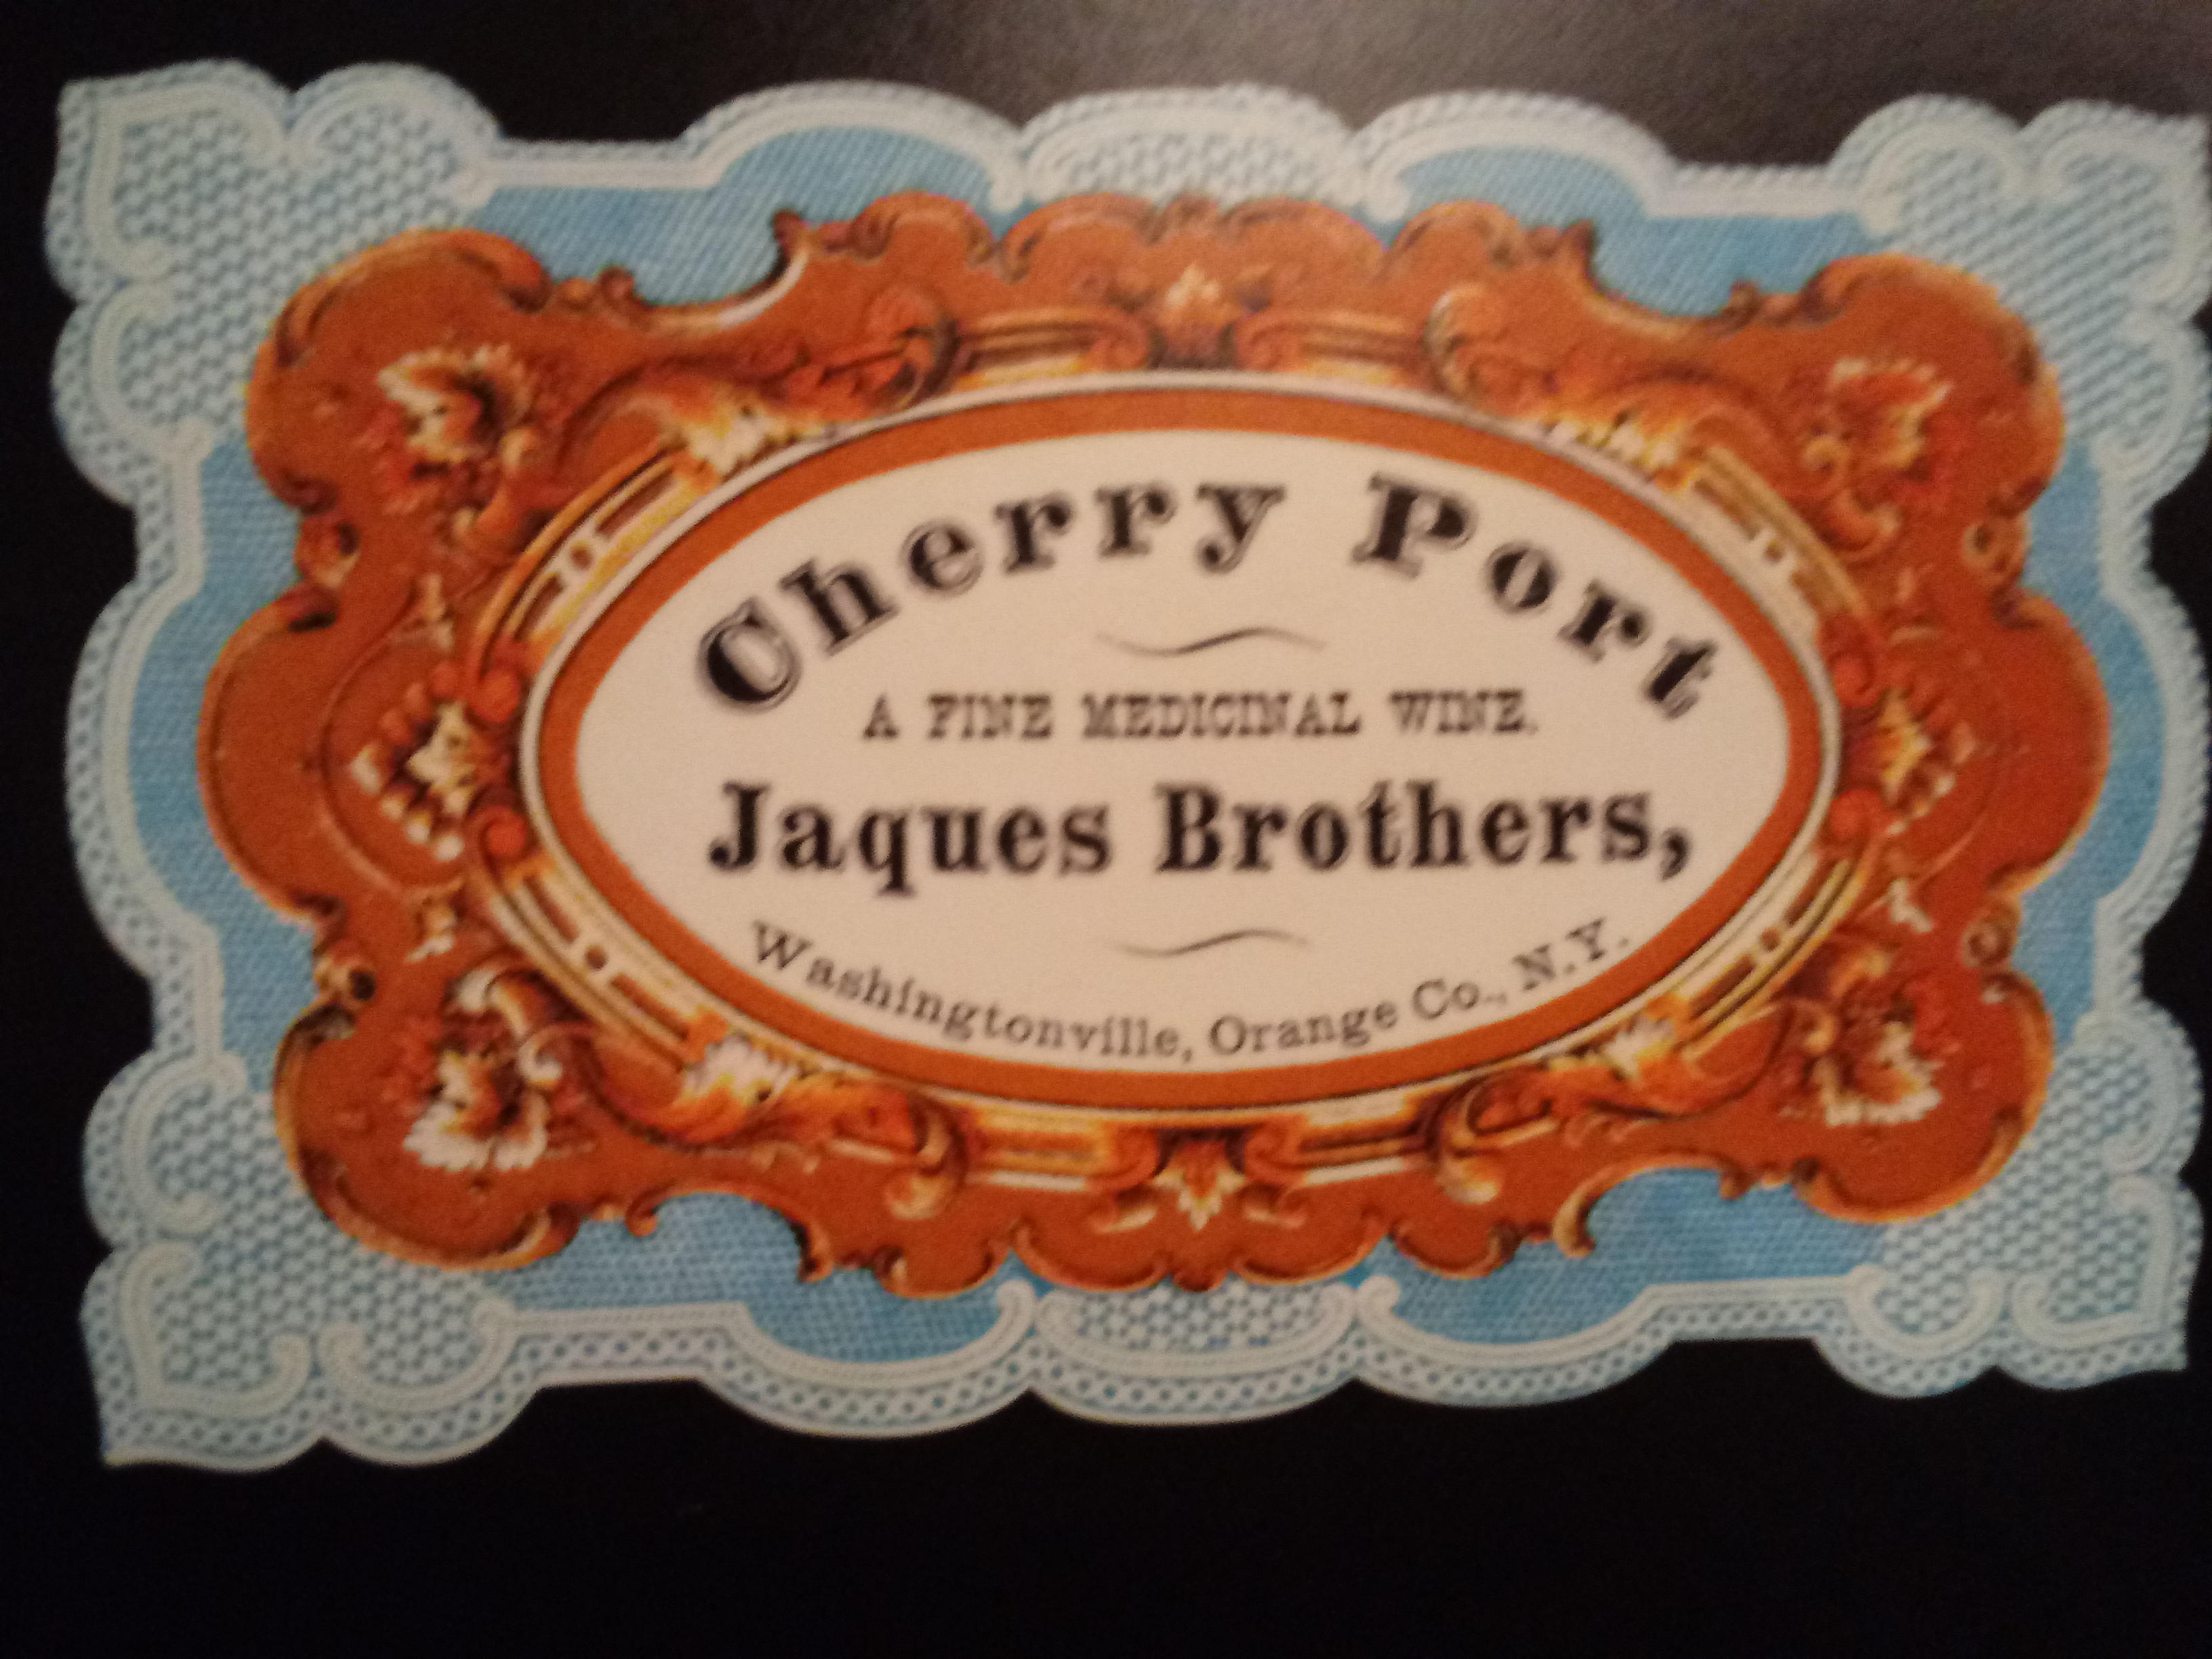 Cherry Port
A FINE MEDICINAL WINE.
Jaques Brothers,
Washingtonville, Orange Co., N.Y.